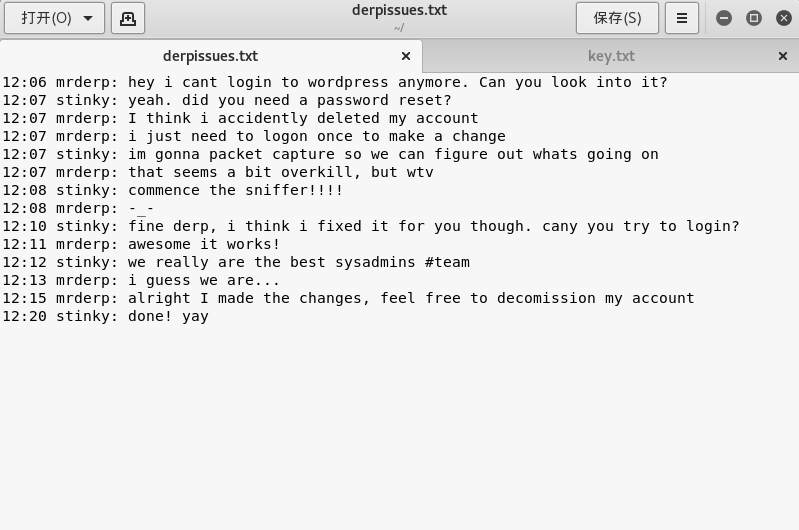 打开(O)
derpissues.txt
~/
保存(S)
derpissues.txt
key.txt
12:06 mrderp: hey i cant login to wordpress anymore. Can you look into it?
12:07 stinky: yeah. did you need a password reset?
12:07 mrderp: I think i accidently deleted my account
12:07 mrderp: i just need to logon once to make a change
12:07 stinky: im gonna packet capture so we can figure out whats going on
12:07 mrderp: that seems a bit overkill, but wtv
12:08 stinky: commence the sniffer!!!!
12:08 mrderp: -_-
12:10 stinky: fine derp, i think i fixed it for you though. cany you try to login?
12:11 mrderp: awesome it works!
12:12 stinky: we really are the best sysadmins #team
12:13 mrderp: i guess we are...
12:15 mrderp: alright I made the changes, feel free to decomission my account
12:20 stinky: done! yay